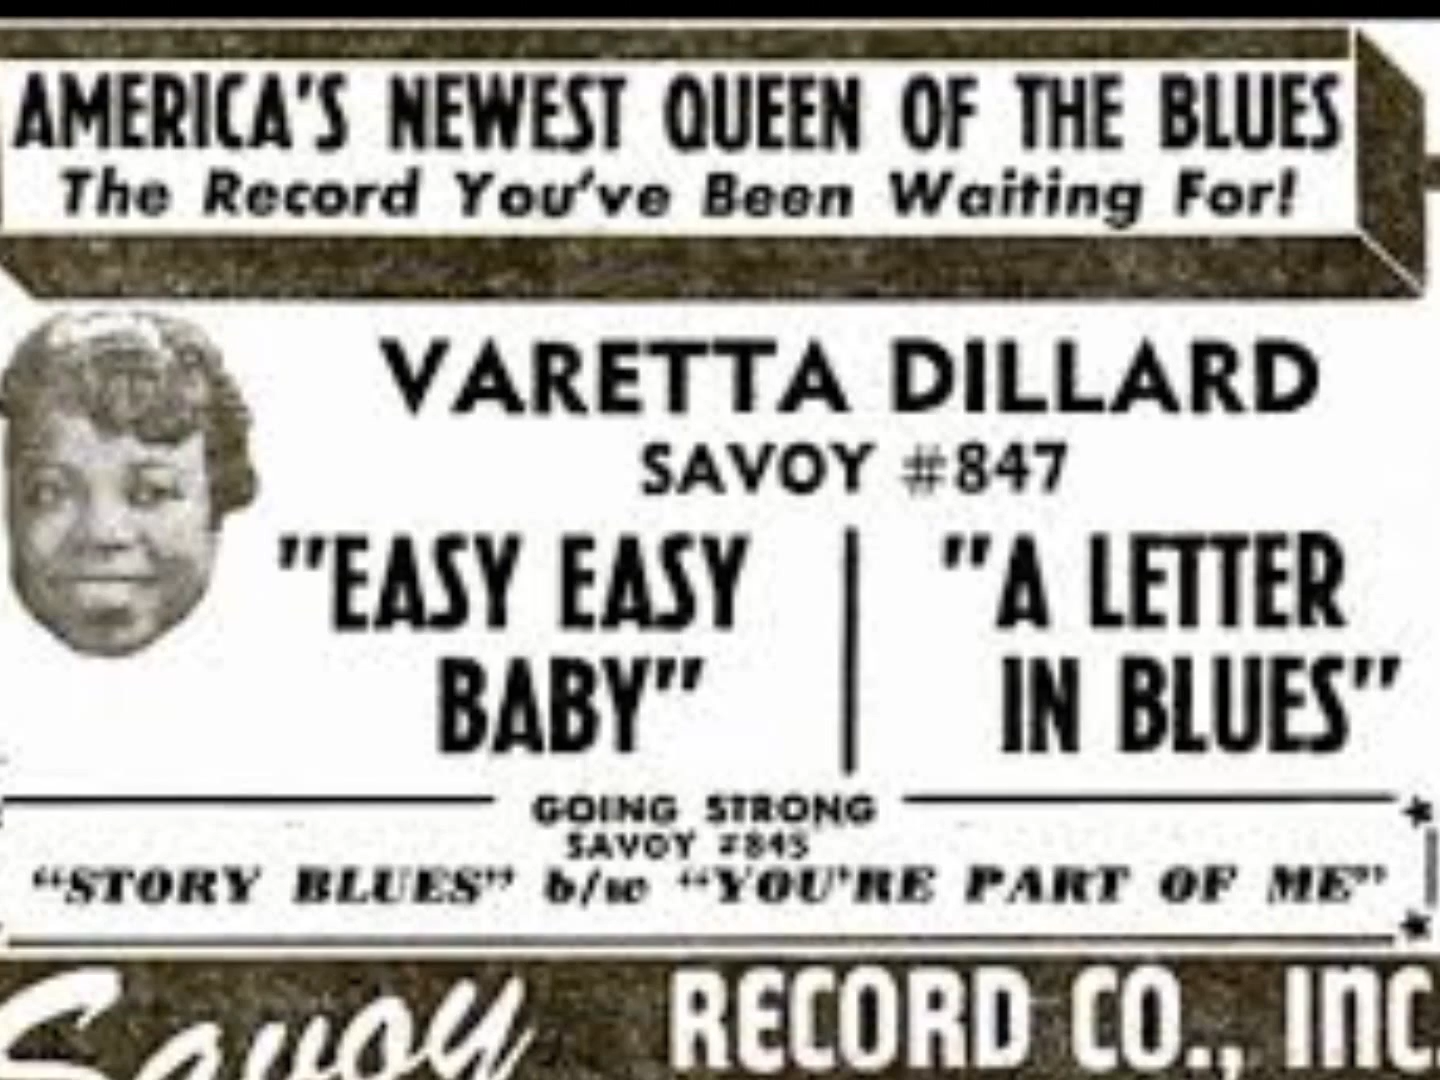 AMERICA'S NEWEST QUEEN OF THE BLUES
The Record You've Been Waiting For!
VARETTA DILLARD
SAVOY #847
"EASY EASY
BABY"
"A LETTER
IN BLUES"
GOING STRONG
SAVOY #845
"STORY BLUES" b/w "YOU'RE PART OF ME"
Savoy RECORD CO., INC.